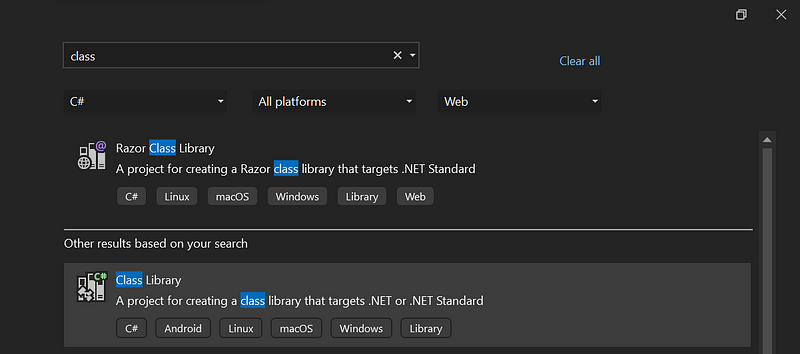 class
Clear all
C# All platforms Web
@
Razor Class Library
A project for creating a Razor class library that targets .NET Standard
C# Linux macOS Windows Library Web
Other results based on your search
C#
Class Library
A project for creating a class library that targets .NET or .NET Standard
C# Android Linux macOS Windows Library